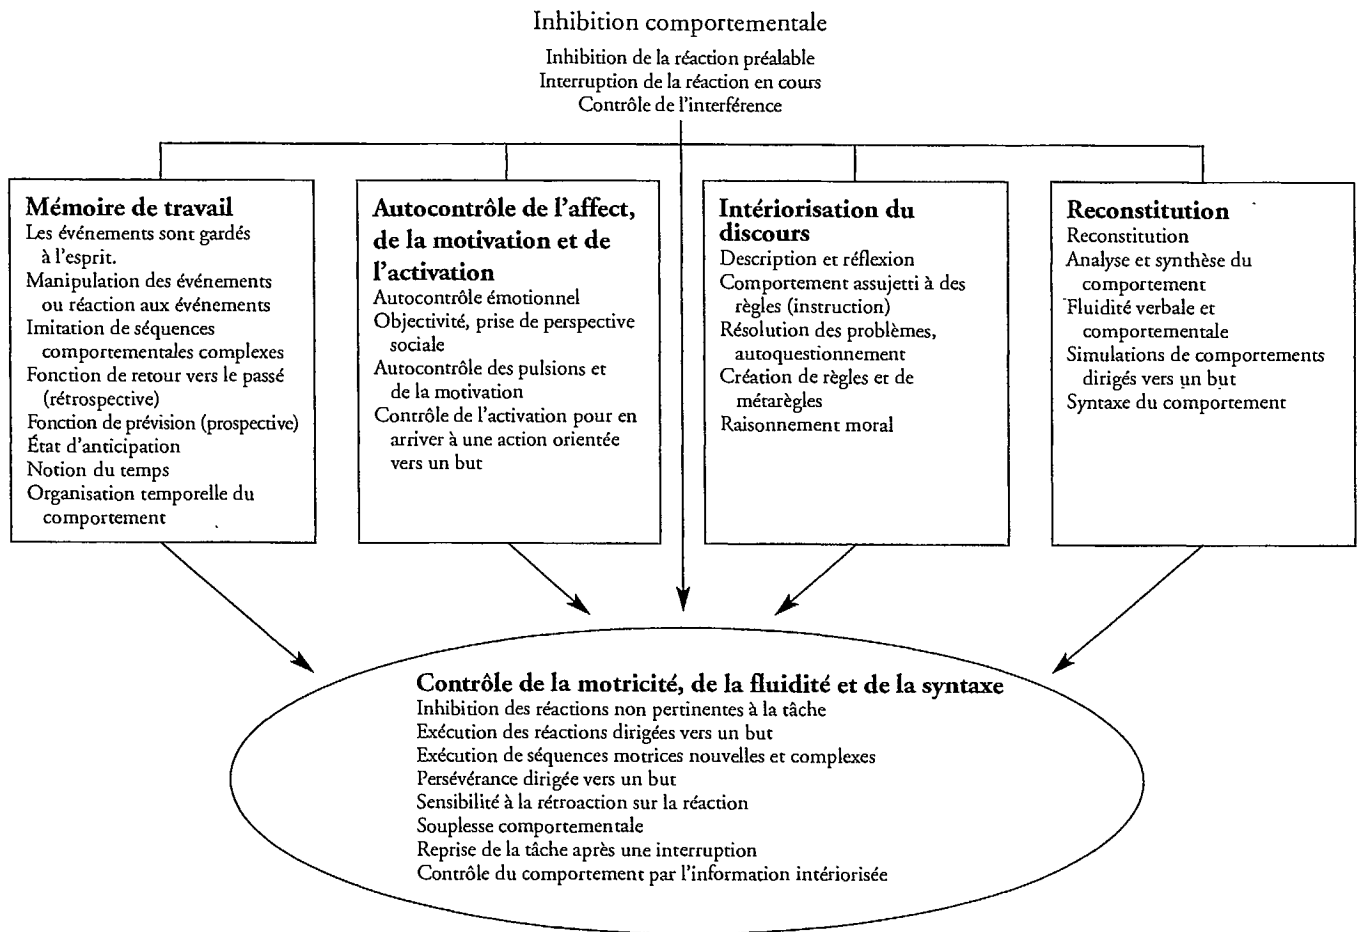 Inhibition comportementale
Inhibition de la réaction préalable
Interruption de la réaction en cours
Contrôle de l'interférence
Mémoire de travail
Les événements sont gardés
à l'esprit.
Manipulation des événements
ou réaction aux événements
Imitation de séquences
comportementales complexes
Fonction de retour vers le passé
(rétrospective)
Fonction de prévision (prospective)
État d'anticipation
Notion du temps
Organisation temporelle du
comportement
Autocontrôle de l'affect,
de la motivation et de
l'activation
Autocontrôle émotionnel
Objectivité, prise de perspective
sociale
Autocontrôle des pulsions et
de la motivation
Contrôle de l'activation pour en
arriver à une action orientée
vers un but
Intériorisation du
discours
Description et réflexion
Comportement assujetti à des
règles (instruction)
Résolution des problèmes,
autoquestionnement
Création de règles et de
métarègles
Raisonnement moral
Reconstitution
Reconstitution
Analyse et synthèse du
comportement
Fluidité verbale et
comportementale
Simulations de comportements
dirigés vers un but
Syntaxe du comportement
Contrôle de la motricité, de la fluidité et de la syntaxe
Inhibition des réactions non pertinentes à la tâche
Exécution des réactions dirigées vers un but
Exécution de séquences motrices nouvelles et complexes
Persévérance dirigée vers un but
Sensibilité à la rétroaction sur la réaction
Souplesse comportementale
Reprise de la tâche après une interruption
Contrôle du comportement par l'information intériorisée